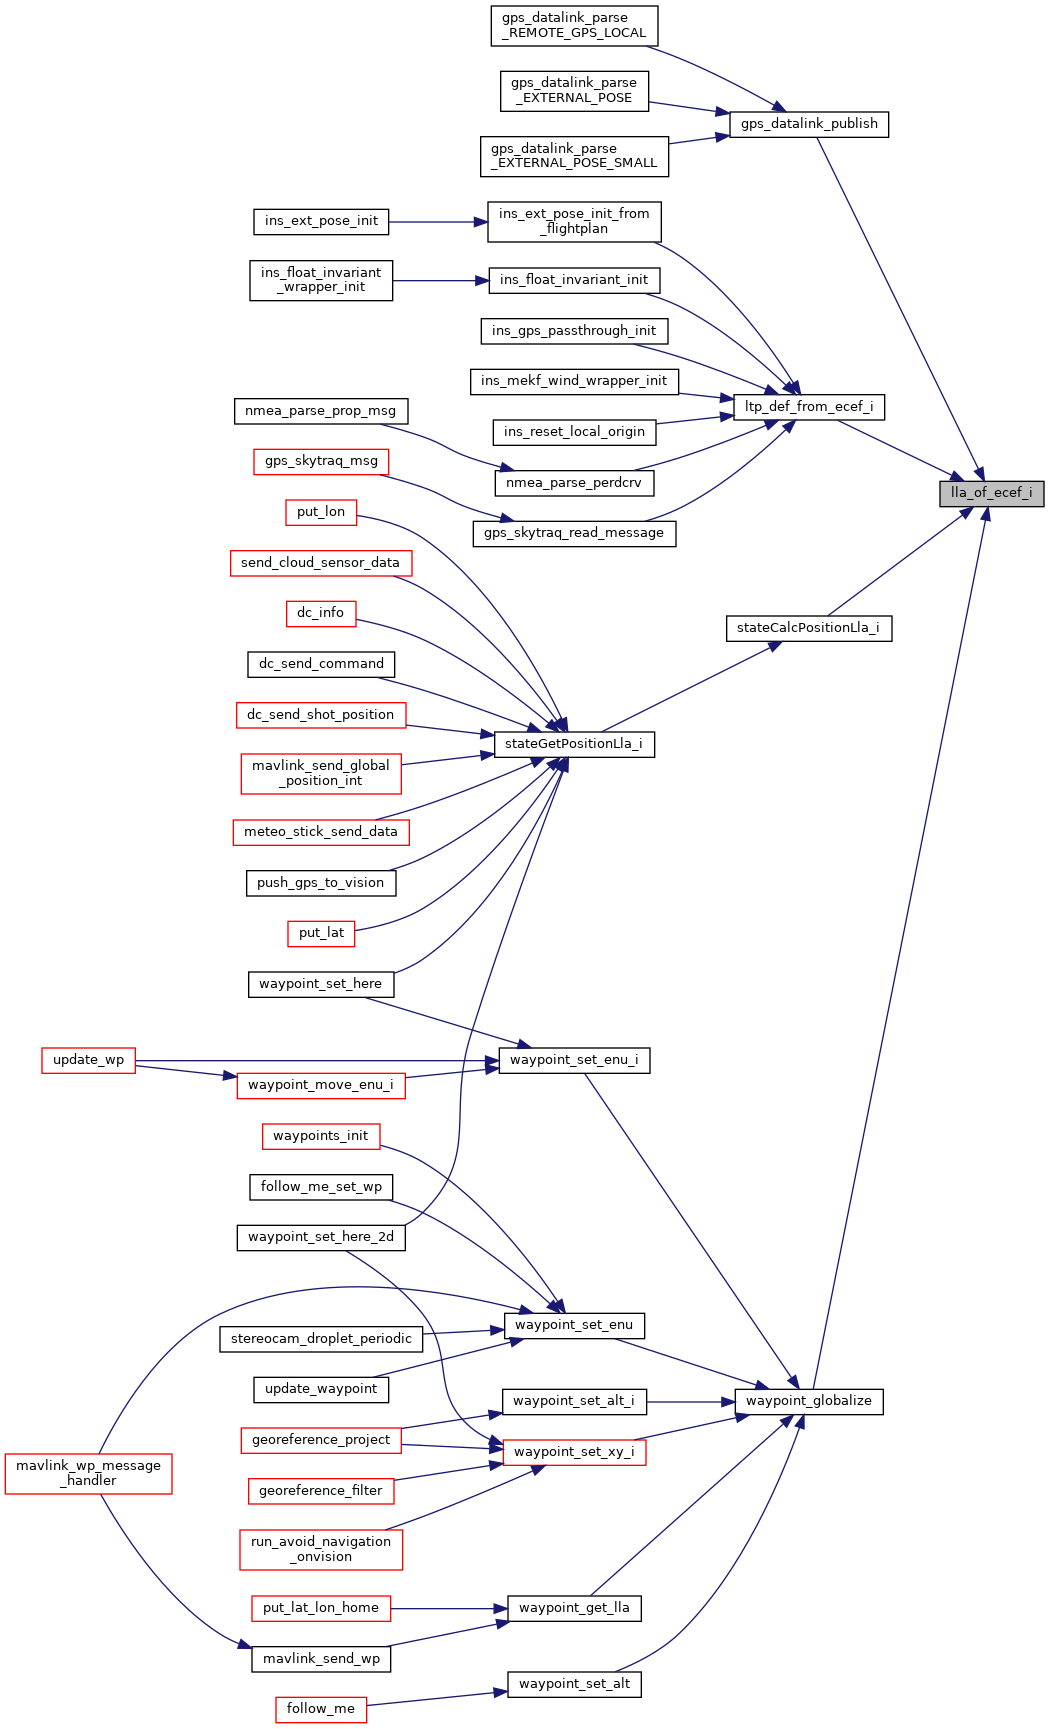 gps_datalink_parse
_REMOTE_GPS_LOCAL
gps_datalink_parse
_EXTERNAL_POSE
gps_datalink_publish
gps_datalink_parse
_EXTERNAL_POSE_SMALL
ins_ext_pose_init
ins_ext_pose_init_from
_flightplan
ins_float_invariant
_wrapper_init
ins_float_invariant_init
ins_gps_passthrough_init
ins_mekf_wind_wrapper_init
ltp_def_from_ecef_i
nmea_parse_prop_msg
ins_reset_local_origin
gps_skytraq_msg
nmea_parse_perdcrv
lla_of_ecef_i
put_lon
gps_skytraq_read_message
send_cloud_sensor_data
dc_info
stateCalcPositionLla_i
dc_send_command
dc_send_shot_position
stateGetPositionLla_i
mavlink_send_global
_position_int
meteo_stick_send_data
push_gps_to_vision
put_lat
waypoint_set_here
update_wp
waypoint_set_enu_i
waypoint_move_enu_i
waypoints_init
follow_me_set_wp
waypoint_set_here_2d
waypoint_set_enu
stereocam_droplet_periodic
update_waypoint
waypoint_set_alt_i
waypoint_globalize
georeference_project
waypoint_set_xy_i
mavlink_wp_message
_handler
georeference_filter
run_avoid_navigation
_onvision
put_lat_lon_home
waypoint_get_lla
mavlink_send_wp
waypoint_set_alt
follow_me